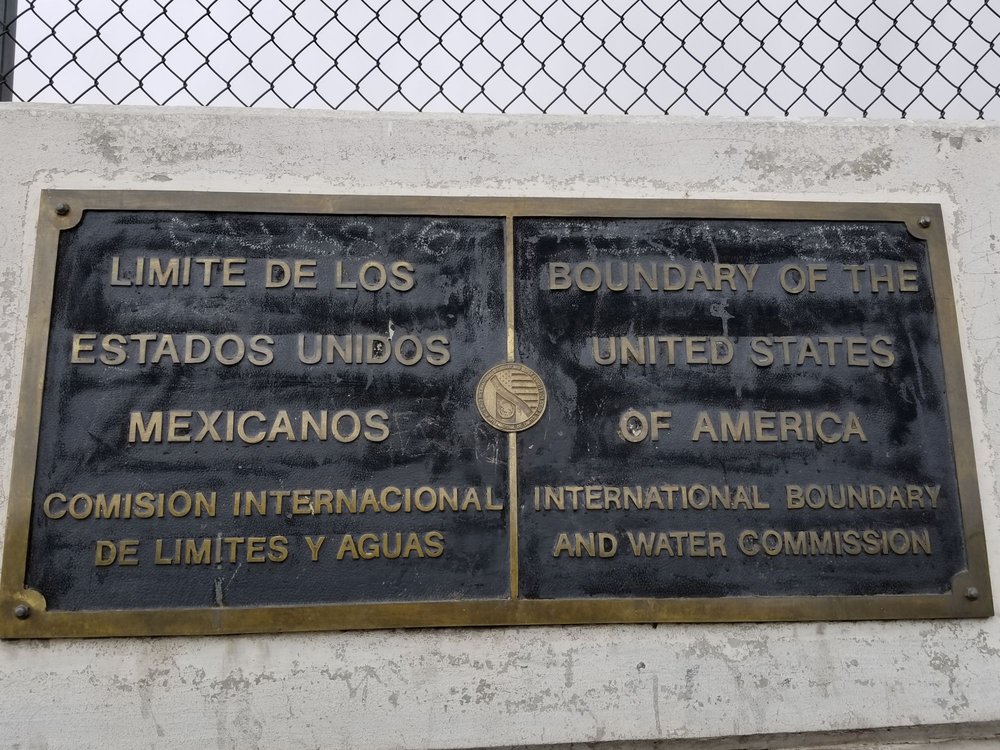 LIMITE DE LOS
ESTADOS UNIDOS
MEXICANOS
COMISION INTERNACIONAL
DE LIMITES Y AGUAS
BOUNDARY OF THE
UNITED STATES
OF AMERICA
INTERNATIONAL BOUNDARY
AND WATER COMMISSION